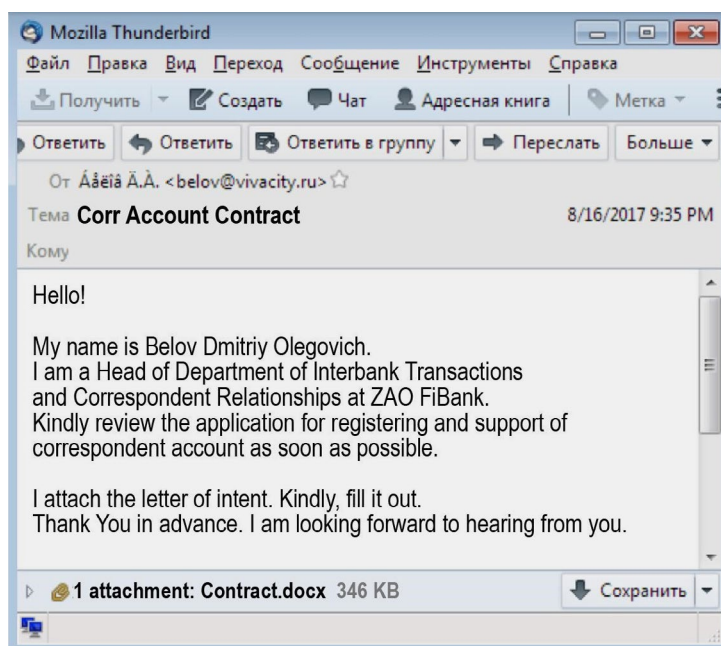 Mozilla Thunderbird
Файл Правка Вид Переход Сообщение Инструменты Справка
Получить Создать Чат Адресная книга Метка
Ответить Ответить Ответить в группу Переслать Больше
От Áåëîâ Ä.À. <belov@vivacity.ru>
Тема Corr Account Contract 8/16/2017 9:35 PM
Кому
Hello!
My name is Belov Dmitriy Olegovich.
I am a Head of Department of Interbank Transactions
and Correspondent Relationships at ZAO FiBank.
Kindly review the application for registering and support of
correspondent account as soon as possible.
I attach the letter of intent. Kindly, fill it out.
Thank You in advance. I am looking forward to hearing from you.
1 attachment: Contract.docx 346 KB Сохранить